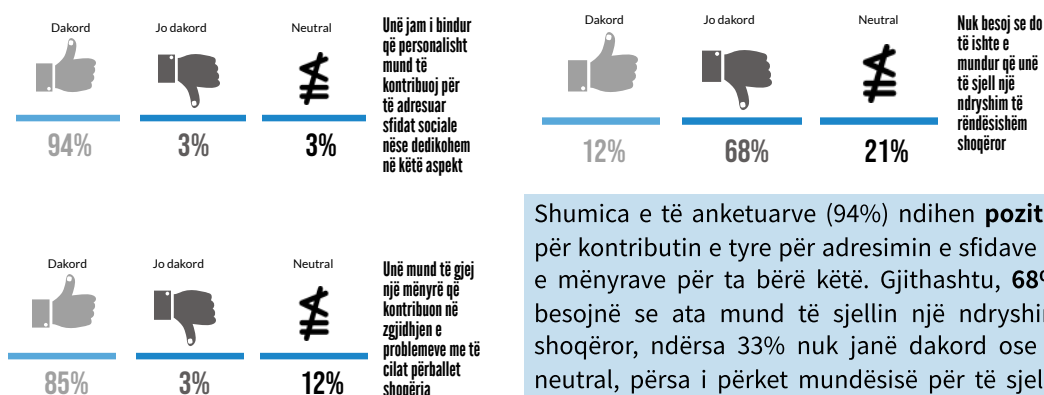 Dakord
Jo dakord
Neutral
94%
3%
3%
Unë jam i bindur
që personalisht
mund të
kontribuoj për
të adresuar
sfidat sociale
nëse dedikohem
në këtë aspekt
Dakord
Jo dakord
Neutral
12%
68%
21%
Nuk besoj se do
të ishte e
mundur që unë
të sjell një
ndryshim të
rëndësishëm
shoqëror
Dakord
Jo dakord
Neutral
85%
3%
12%
Unë mund të gjej
një mënyrë që
kontribuon në
zgjidhjen e
problemeve me të
cilat përballet
shoqëria
Shumica e të anketuarve (94%) ndihen pozit
për kontributin e tyre për adresimin e sfidave
e mënyrave për ta bërë këtë. Gjithashtu, 68%
besojnë se ata mund të sjellin një ndryshi
shoqëror, ndërsa 33% nuk janë dakord ose
neutral, përsa i përket mundësisë për të sjel